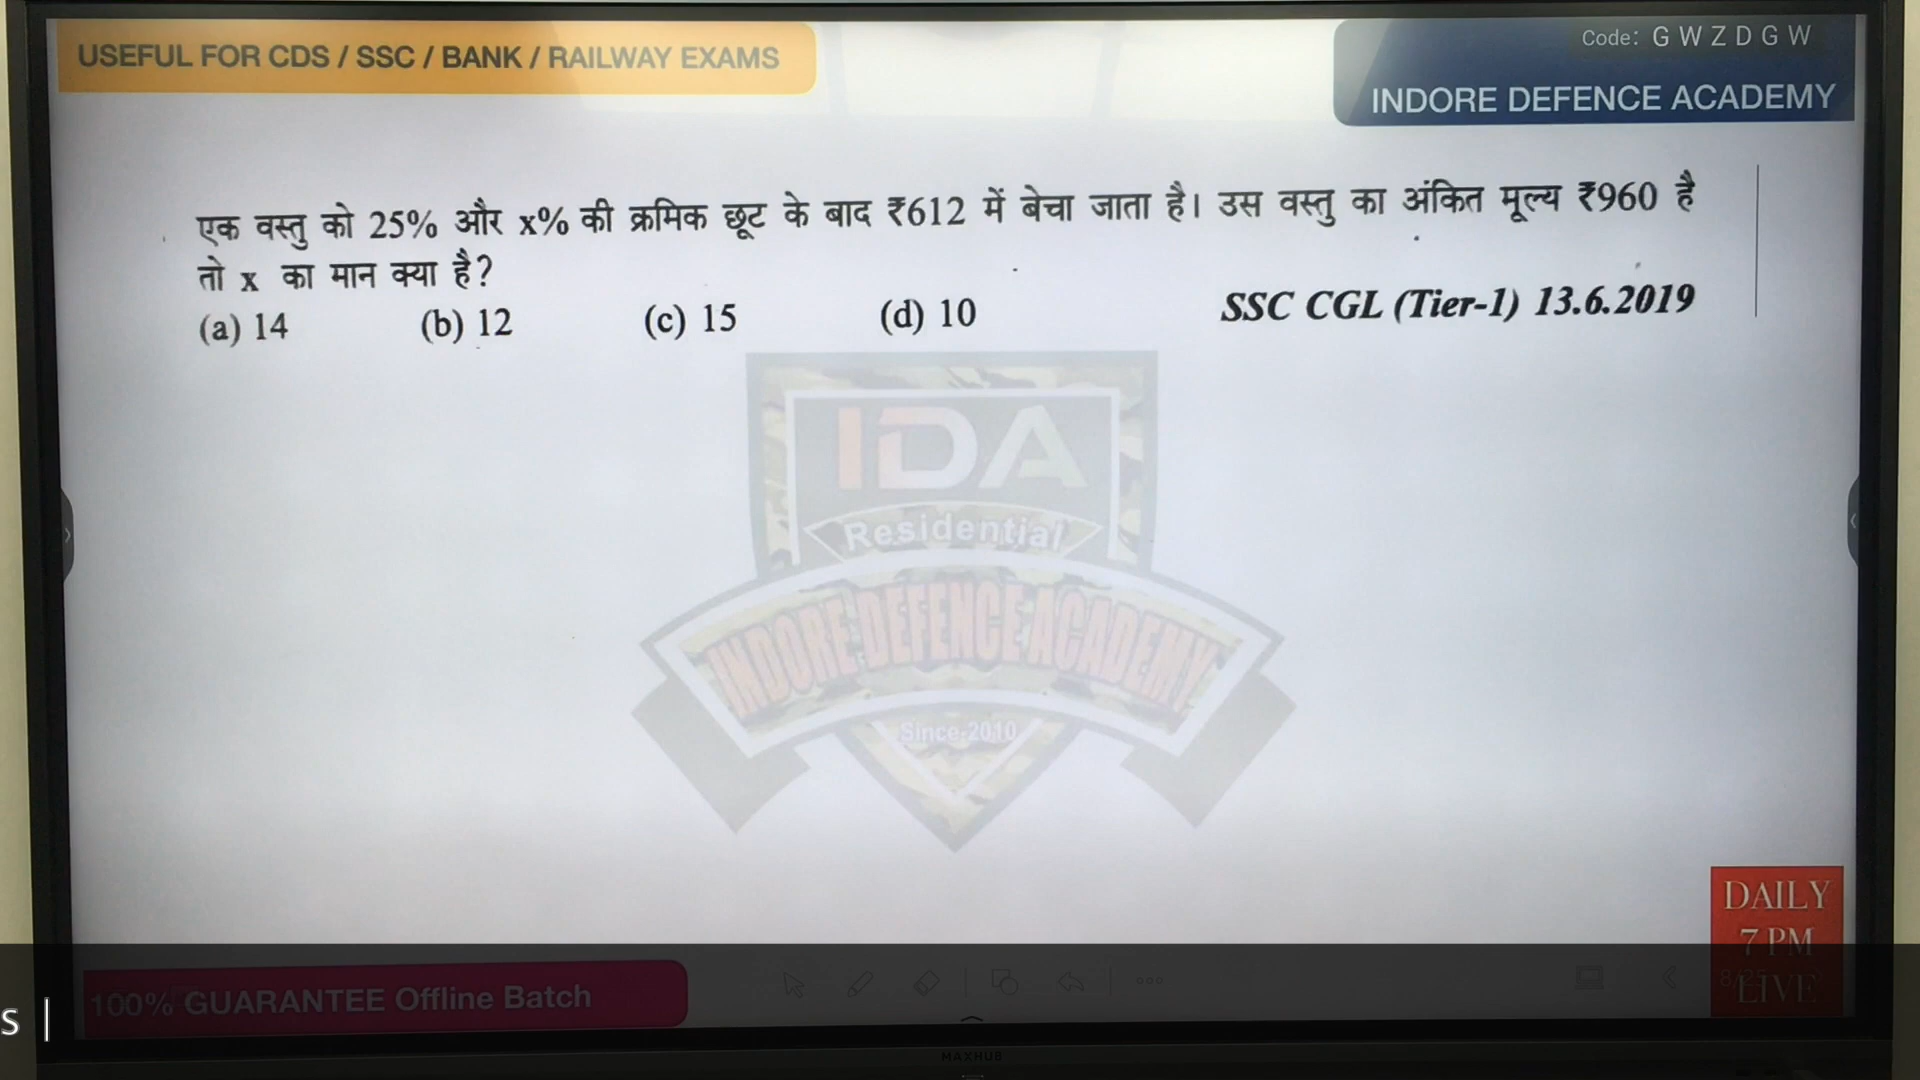 USEFUL FOR CDS / SSC / BANK / RAILWAY EXAMS
Code: G W Z D G W
INDORE DEFENCE ACADEMY
एक वस्तु को 25% और x% की क्रमिक छूट के बाद ₹612 में बेचा जाता है। उस वस्तु का अंकित मूल्य ₹960 है
तो x का मान क्या है?
(a) 14 (b) 12 (c) 15 (d) 10 SSC CGL (Tier-1) 13.6.2019
IDA
Residential
INDORE DEFENCE ACADEMY
Since-2010
DAILY
7 PM
LIVE
100% GUARANTEE Offline Batch
s |
MAXHUB